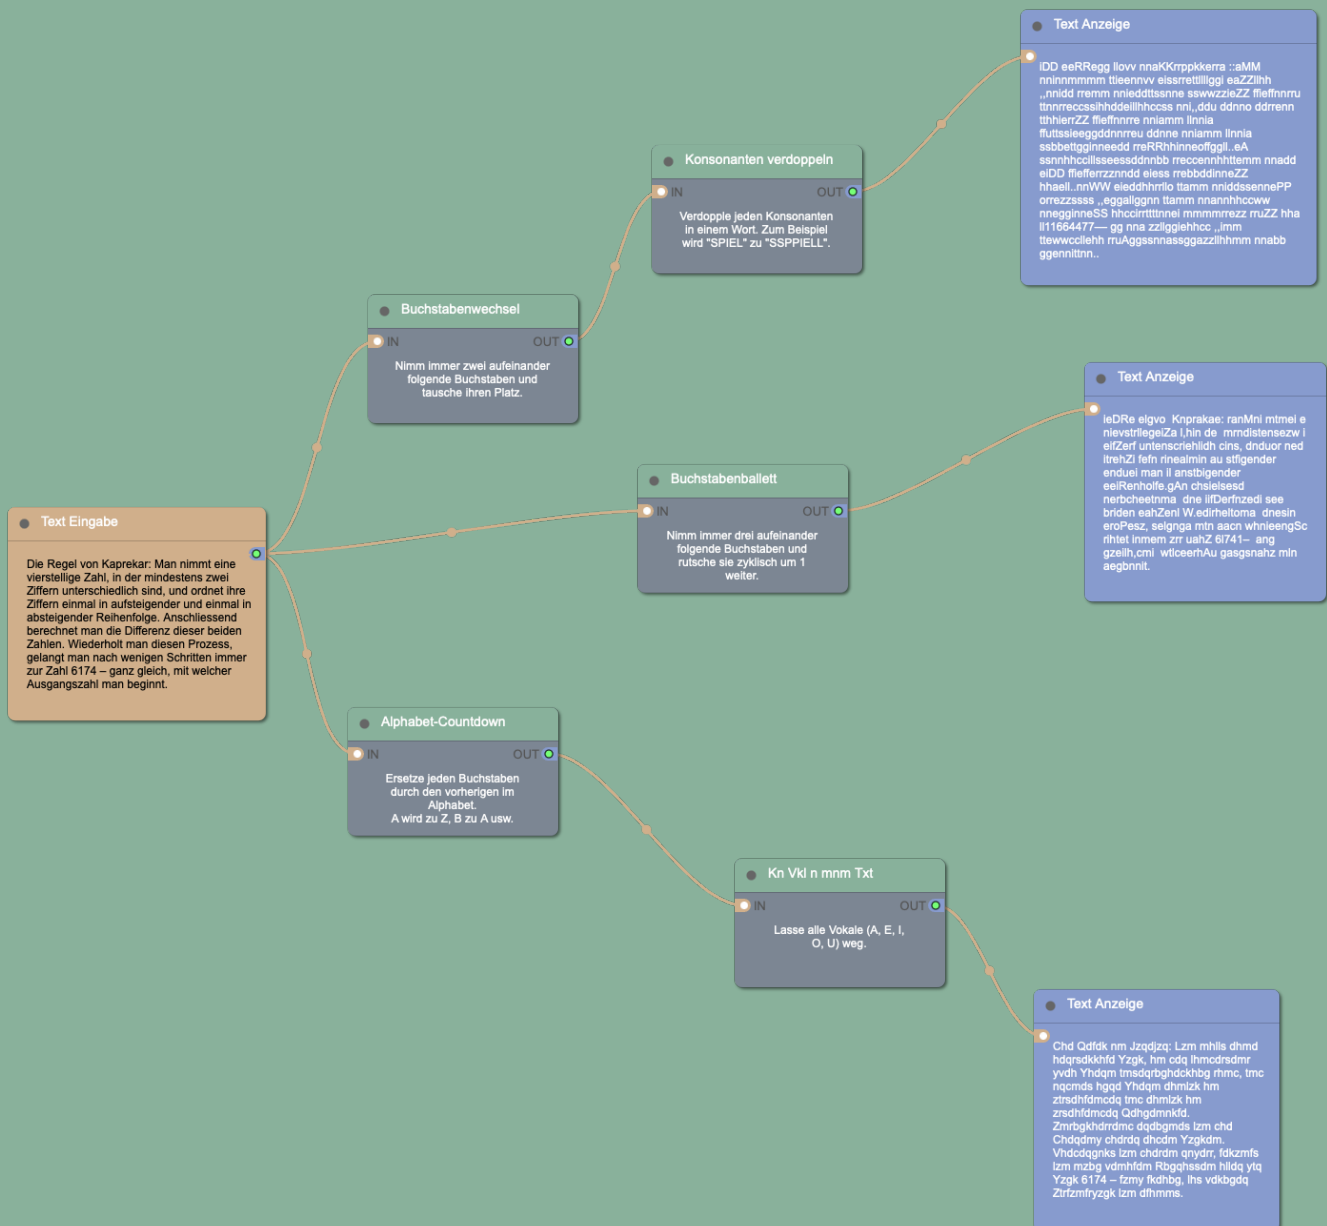 Text Anzeige
iDD eeRRegg llovv nnaKKrrppkkerra ::aMM
nninnmmmm ttieennvv eissrrettllllggi eaZZllhh
,,nnidd rremm nnieddttssnne sswwzzieZZ ffieffnnrru
ttnnrreccssihhddeillhhccss nni,,ddu ddnno ddrrenn
tthhierrZZ ffieffnnrre nniamm llnnia
ffuttssieeggddnnrreu ddnne nniamm llnnia
ssbbettgginneedd rreRRhhinneoffggll..eA
ssnnhhccillsseessddnnbb rreccennhhttemm nnadd
eiDD ffiefferrzznndd eiess rrebbddinneZZ
hhaell..nnWW eieddhhrrllo ttamm nniddssennePP
orrezzssss ,,eggallggnn ttamm nnannhhccww
nnegginneSS hhccirrttttnnei mmmmrrezz rruZZ hha
ll11664477–– gg nna zzllggiehhcc ,,imm
ttewwccllehh rruAggssnnassggazzllhhmm nnabb
ggennittnn..
Konsonanten verdoppeln
IN
OUT
Verdopple jeden Konsonanten
in einem Wort. Zum Beispiel
wird "SPIEL" zu "SSPPIELL".
Buchstabenwechsel
IN
OUT
Nimm immer zwei aufeinander
folgende Buchstaben und
tausche ihren Platz.
Text Anzeige
ieDRe elgvo  Knprakae: ranMni mtmei e
nievstrllegeiZa l,hin de  mrndistensezw i
eifZerf untenscriehlidh cins, dnduor ned
itrehZi fefn rinealmin au stfigender
enduei man il anstbigender
eeiRenholfe.gAn chsielsesd
nerbcheetnma  dne iifDerfnzedi see
briden eahZenl W.edirheltoma  dnesin
eroPesz, selgnga mtn aacn whnieengSc
rihtet inmem zrr uahZ 6l741–  ang
gzeilh,cmi  wtlceerhAu gasgsnahz mln
aegbnnit.
Buchstabenballett
IN
OUT
Nimm immer drei aufeinander
folgende Buchstaben und
rutsche sie zyklisch um 1
weiter.
Text Eingabe
Die Regel von Kaprekar: Man nimmt eine
vierstellige Zahl, in der mindestens zwei
Ziffern unterschiedlich sind, und ordnet ihre
Ziffern einmal in aufsteigender und einmal in
absteigender Reihenfolge. Anschliessend
berechnet man die Differenz dieser beiden
Zahlen. Wiederholt man diesen Prozess,
gelangt man nach wenigen Schritten immer
zur Zahl 6174 – ganz gleich, mit welcher
Ausgangszahl man beginnt.
Alphabet-Countdown
IN
OUT
Ersetze jeden Buchstaben
durch den vorherigen im
Alphabet.
A wird zu Z, B zu A usw.
Kn Vkl n mnm Txt
IN
OUT
Lasse alle Vokale (A, E, I,
O, U) weg.
Text Anzeige
Chd Qdfdk nm Jzqdjzq: Lzm mhlls dhmd
hdqrsdkkhfd Yzgk, hm cdq lhmcdrsdmr
yvdh Yhdqm tmsdqrbghdckhbg rhmc, tmc
nqcmds hgqd Yhdqm dhmlzk hm
ztrsdhfdmcdq tmc dhmlzk hm
zrsdhfdmcdq Qdhgdmnkfd.
Zmrbgkhdrrdmc dqdbgmds lzm chd
Chdqdmy chdrdq dhcdm Yzgkdm.
Vhdcdqgnks lzm chdrdm qnydrr, fdkzmfs
lzm mzbg vdmhfdm Rbgqhssdm hlldq ytq
Yzgk 6174 – fzmy fkdhbg, lhs vdkbgdq
Ztrfzmfryzgk lzm dfhmms.